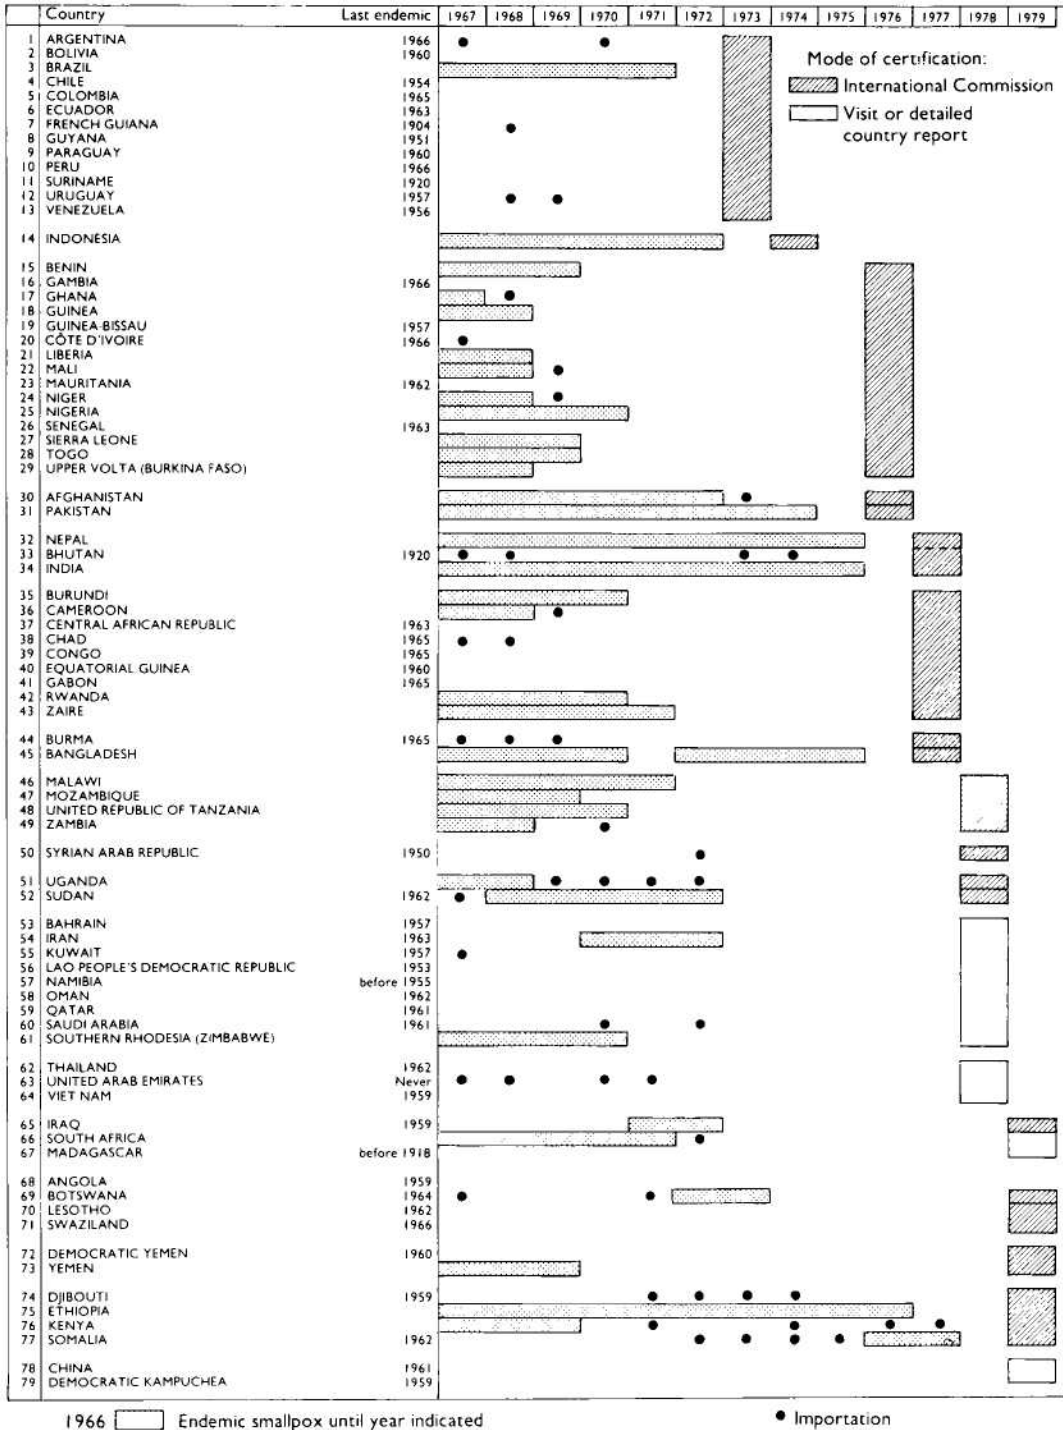 Country Last endemic 1967 1968 1969 1970 1971 1972 1973 1974 1975 1976 1977 1978 1979
1 ARGENTINA 1966
2 BOLIVIA 1960
3 BRAZIL
4 CHILE 1954
5 COLOMBIA 1965
6 ECUADOR 1963
7 FRENCH GUIANA 1904
8 GUYANA 1951
9 PARAGUAY 1960
10 PERU 1966
11 SURINAME 1920
12 URUGUAY 1957
13 VENEZUELA 1956
Mode of certification:
International Commission
Visit or detailed
country report
14 INDONESIA
15 BENIN
16 GAMBIA 1966
17 GHANA
18 GUINEA
19 GUINEA-BISSAU 1957
20 CÔTE D'IVOIRE 1966
21 LIBERIA
22 MALI
23 MAURITANIA 1962
24 NIGER
25 NIGERIA
26 SENEGAL 1963
27 SIERRA LEONE
28 TOGO
29 UPPER VOLTA (BURKINA FASO)
30 AFGHANISTAN
31 PAKISTAN
32 NEPAL
33 BHUTAN 1920
34 INDIA
35 BURUNDI
36 CAMEROON
37 CENTRAL AFRICAN REPUBLIC 1963
38 CHAD 1965
39 CONGO 1965
40 EQUATORIAL GUINEA 1960
41 GABON 1965
42 RWANDA
43 ZAIRE
44 BURMA 1965
45 BANGLADESH
46 MALAWI
47 MOZAMBIQUE
48 UNITED REPUBLIC OF TANZANIA
49 ZAMBIA
50 SYRIAN ARAB REPUBLIC 1950
51 UGANDA
52 SUDAN 1962
53 BAHRAIN 1957
54 IRAN 1963
55 KUWAIT 1957
56 LAO PEOPLE'S DEMOCRATIC REPUBLIC 1953
57 NAMIBIA before 1955
58 OMAN 1962
59 QATAR 1961
60 SAUDI ARABIA 1961
61 SOUTHERN RHODESIA (ZIMBABWE)
62 THAILAND 1962
63 UNITED ARAB EMIRATES Never
64 VIET NAM 1959
65 IRAQ 1959
66 SOUTH AFRICA
67 MADAGASCAR before 1918
68 ANGOLA 1959
69 BOTSWANA 1964
70 LESOTHO 1962
71 SWAZILAND 1966
72 DEMOCRATIC YEMEN 1960
73 YEMEN
74 DJIBOUTI 1959
75 ETHIOPIA
76 KENYA
77 SOMALIA 1962
78 CHINA 1961
79 DEMOCRATIC KAMPUCHEA 1959
1966 Endemic smallpox until year indicated
Importation